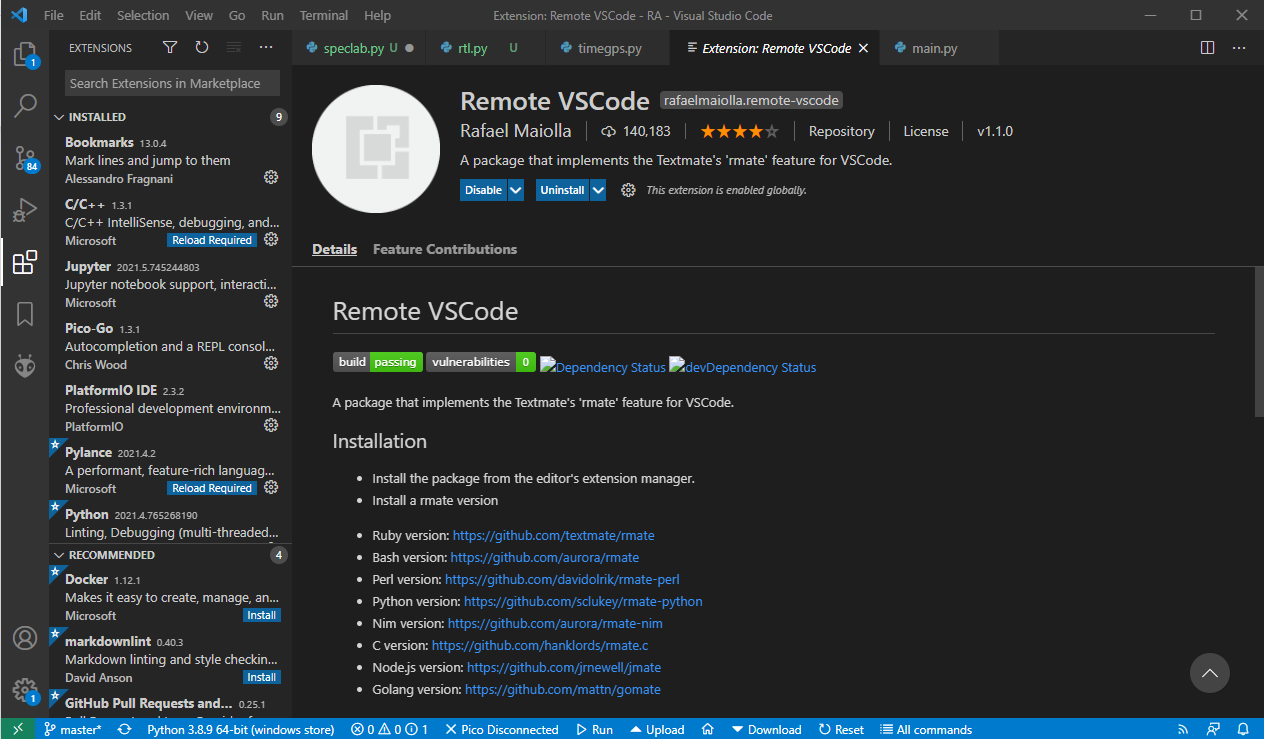 File Edit Selection View Go Run Terminal Help Extension: Remote VSCode - RA - Visual Studio Code
EXTENSIONS
speclab.py U rtl.py U timegps.py Extension: Remote VSCode main.py
1
Search Extensions in Marketplace
INSTALLED 9
Bookmarks 13.0.4
Mark lines and jump to them
Alessandro Fragnani
84
C/C++ 1.3.1
C/C++ IntelliSense, debugging, and...
Microsoft Reload Required
Jupyter 2021.5.745244803
Jupyter notebook support, interacti...
Microsoft
Pico-Go 1.3.1
Autocompletion and a REPL consol...
Chris Wood
PlatformIO IDE 2.3.2
Professional development environm...
PlatformIO
Pylance 2021.4.2
A performant, feature-rich languag...
Microsoft Reload Required
Python 2021.4.765268190
Linting, Debugging (multi-threaded...
RECOMMENDED 4
Docker 1.12.1
Makes it easy to create, manage, an...
Microsoft Install
markdownlint 0.40.3
Markdown linting and style checkin...
David Anson Install
GitHub Pull Requests and... 0.25.1
1
Remote VSCode rafaelmaiolla.remote-vscode
Rafael Maiolla 140,183 Repository License v1.1.0
A package that implements the Textmate's 'rmate' feature for VSCode.
Disable Uninstall This extension is enabled globally.
Details Feature Contributions
Remote VSCode
build passing vulnerabilities 0 Dependency Status devDependency Status
A package that implements the Textmate's 'rmate' feature for VSCode.
Installation
• Install the package from the editor's extension manager.
• Install a rmate version
• Ruby version: https://github.com/textmate/rmate
• Bash version: https://github.com/aurora/rmate
• Perl version: https://github.com/davidolrik/rmate-perl
• Python version: https://github.com/sclukey/rmate-python
• Nim version: https://github.com/aurora/rmate-nim
• C version: https://github.com/hanklords/rmate.c
• Node.js version: https://github.com/jrnewell/jmate
• Golang version: https://github.com/mattn/gomate
master* Python 3.8.9 64-bit (windows store) 0 0 1 Pico Disconnected Run Upload Download Reset All commands